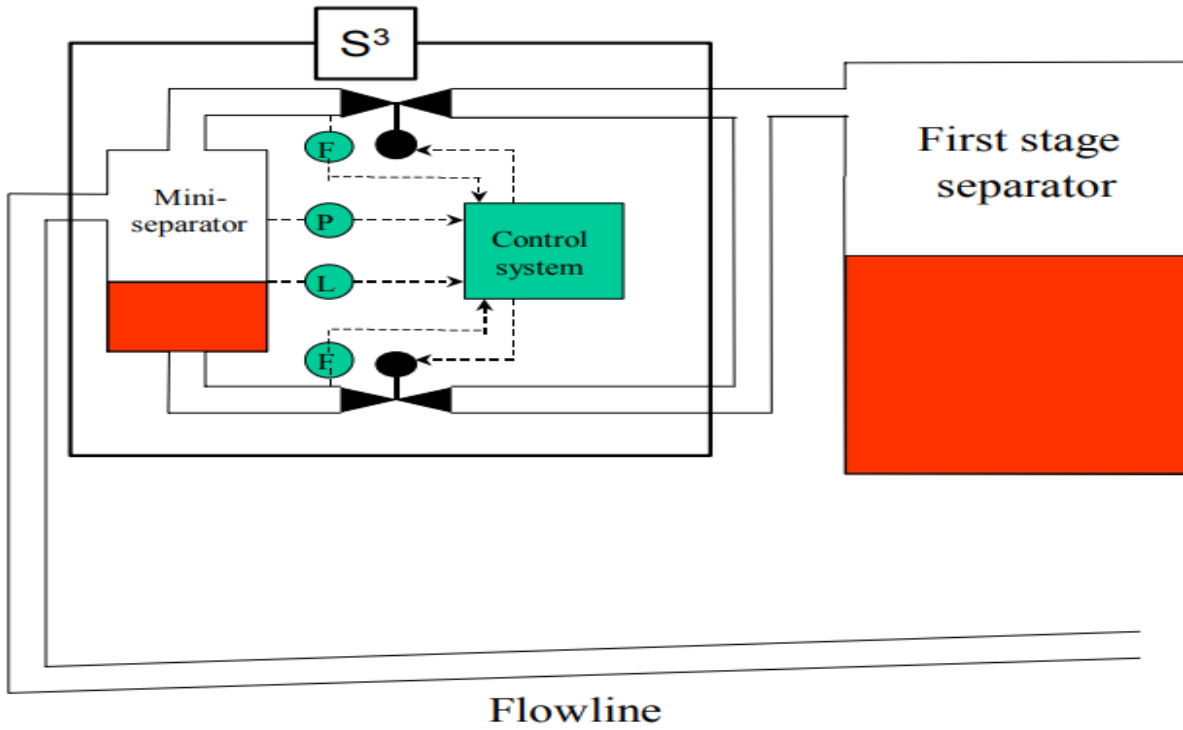 S³
F
Mini-
separator
P
Control
system
L
F
First stage
separator
Flowline